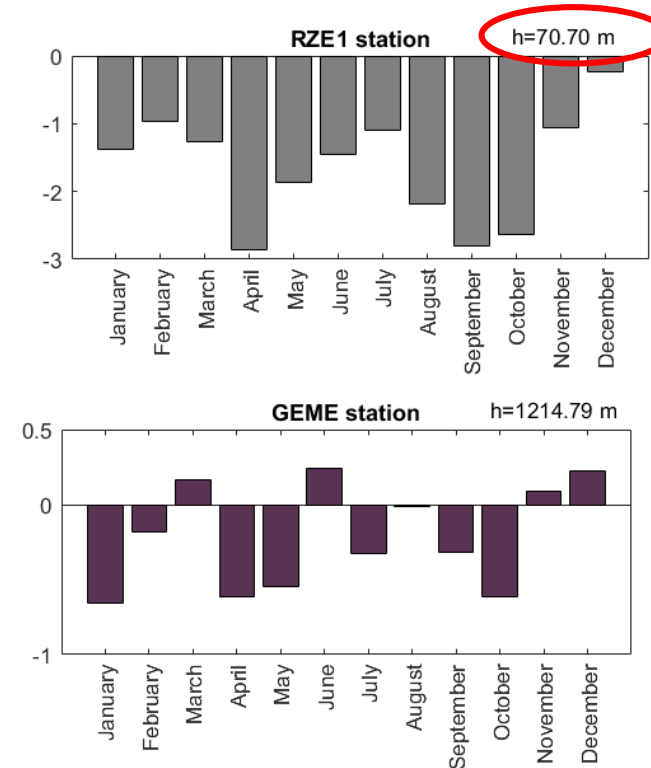 RZE1 station
h=70.70 m
0
-1
-2
-3
January
February
March
April
May
June
July
August
September
October
November
December
GEME station
h=1214.79 m
0.5
0
-1
January
February
March
April
May
June
July
August
September
October
November
December